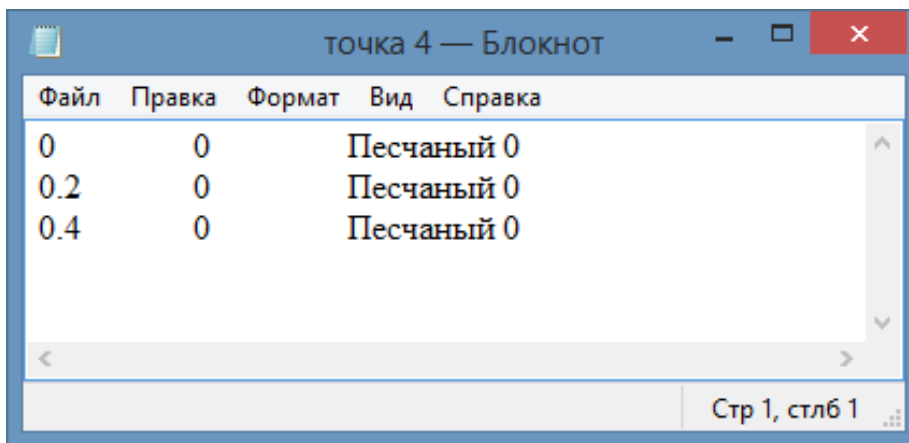 точка 4 — Блокнот
Файл Правка Формат Вид Справка
0 0 Песчаный 0
0.2 0 Песчаный 0
0.4 0 Песчаный 0
Стр 1, стлб 1